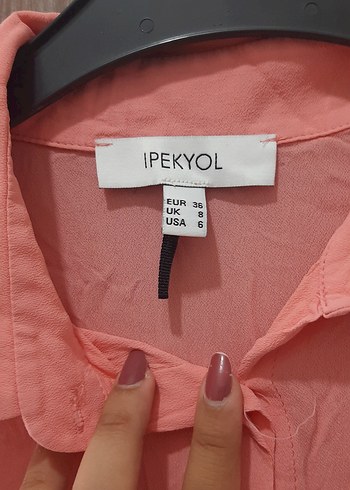 IPEKYOL
EUR 36
UK 8
USA 6